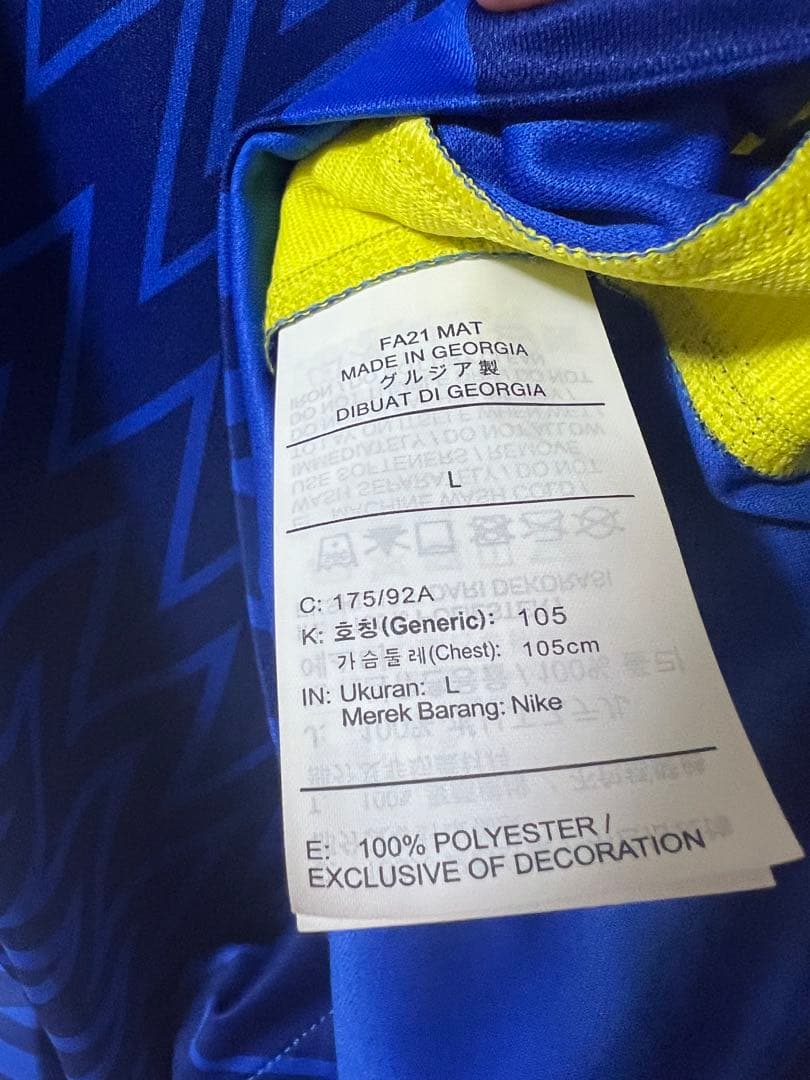 FA21 MAT
MADE IN GEORGIA
グルジア製
DIBUAT DI GEORGIA
L
C: 175/92A
K: 호칭(Generic): 105
가슴둘레(Chest): 105cm
IN: Ukuran: L
Merek Barang: Nike
E: 100% POLYESTER /
EXCLUSIVE OF DECORATION